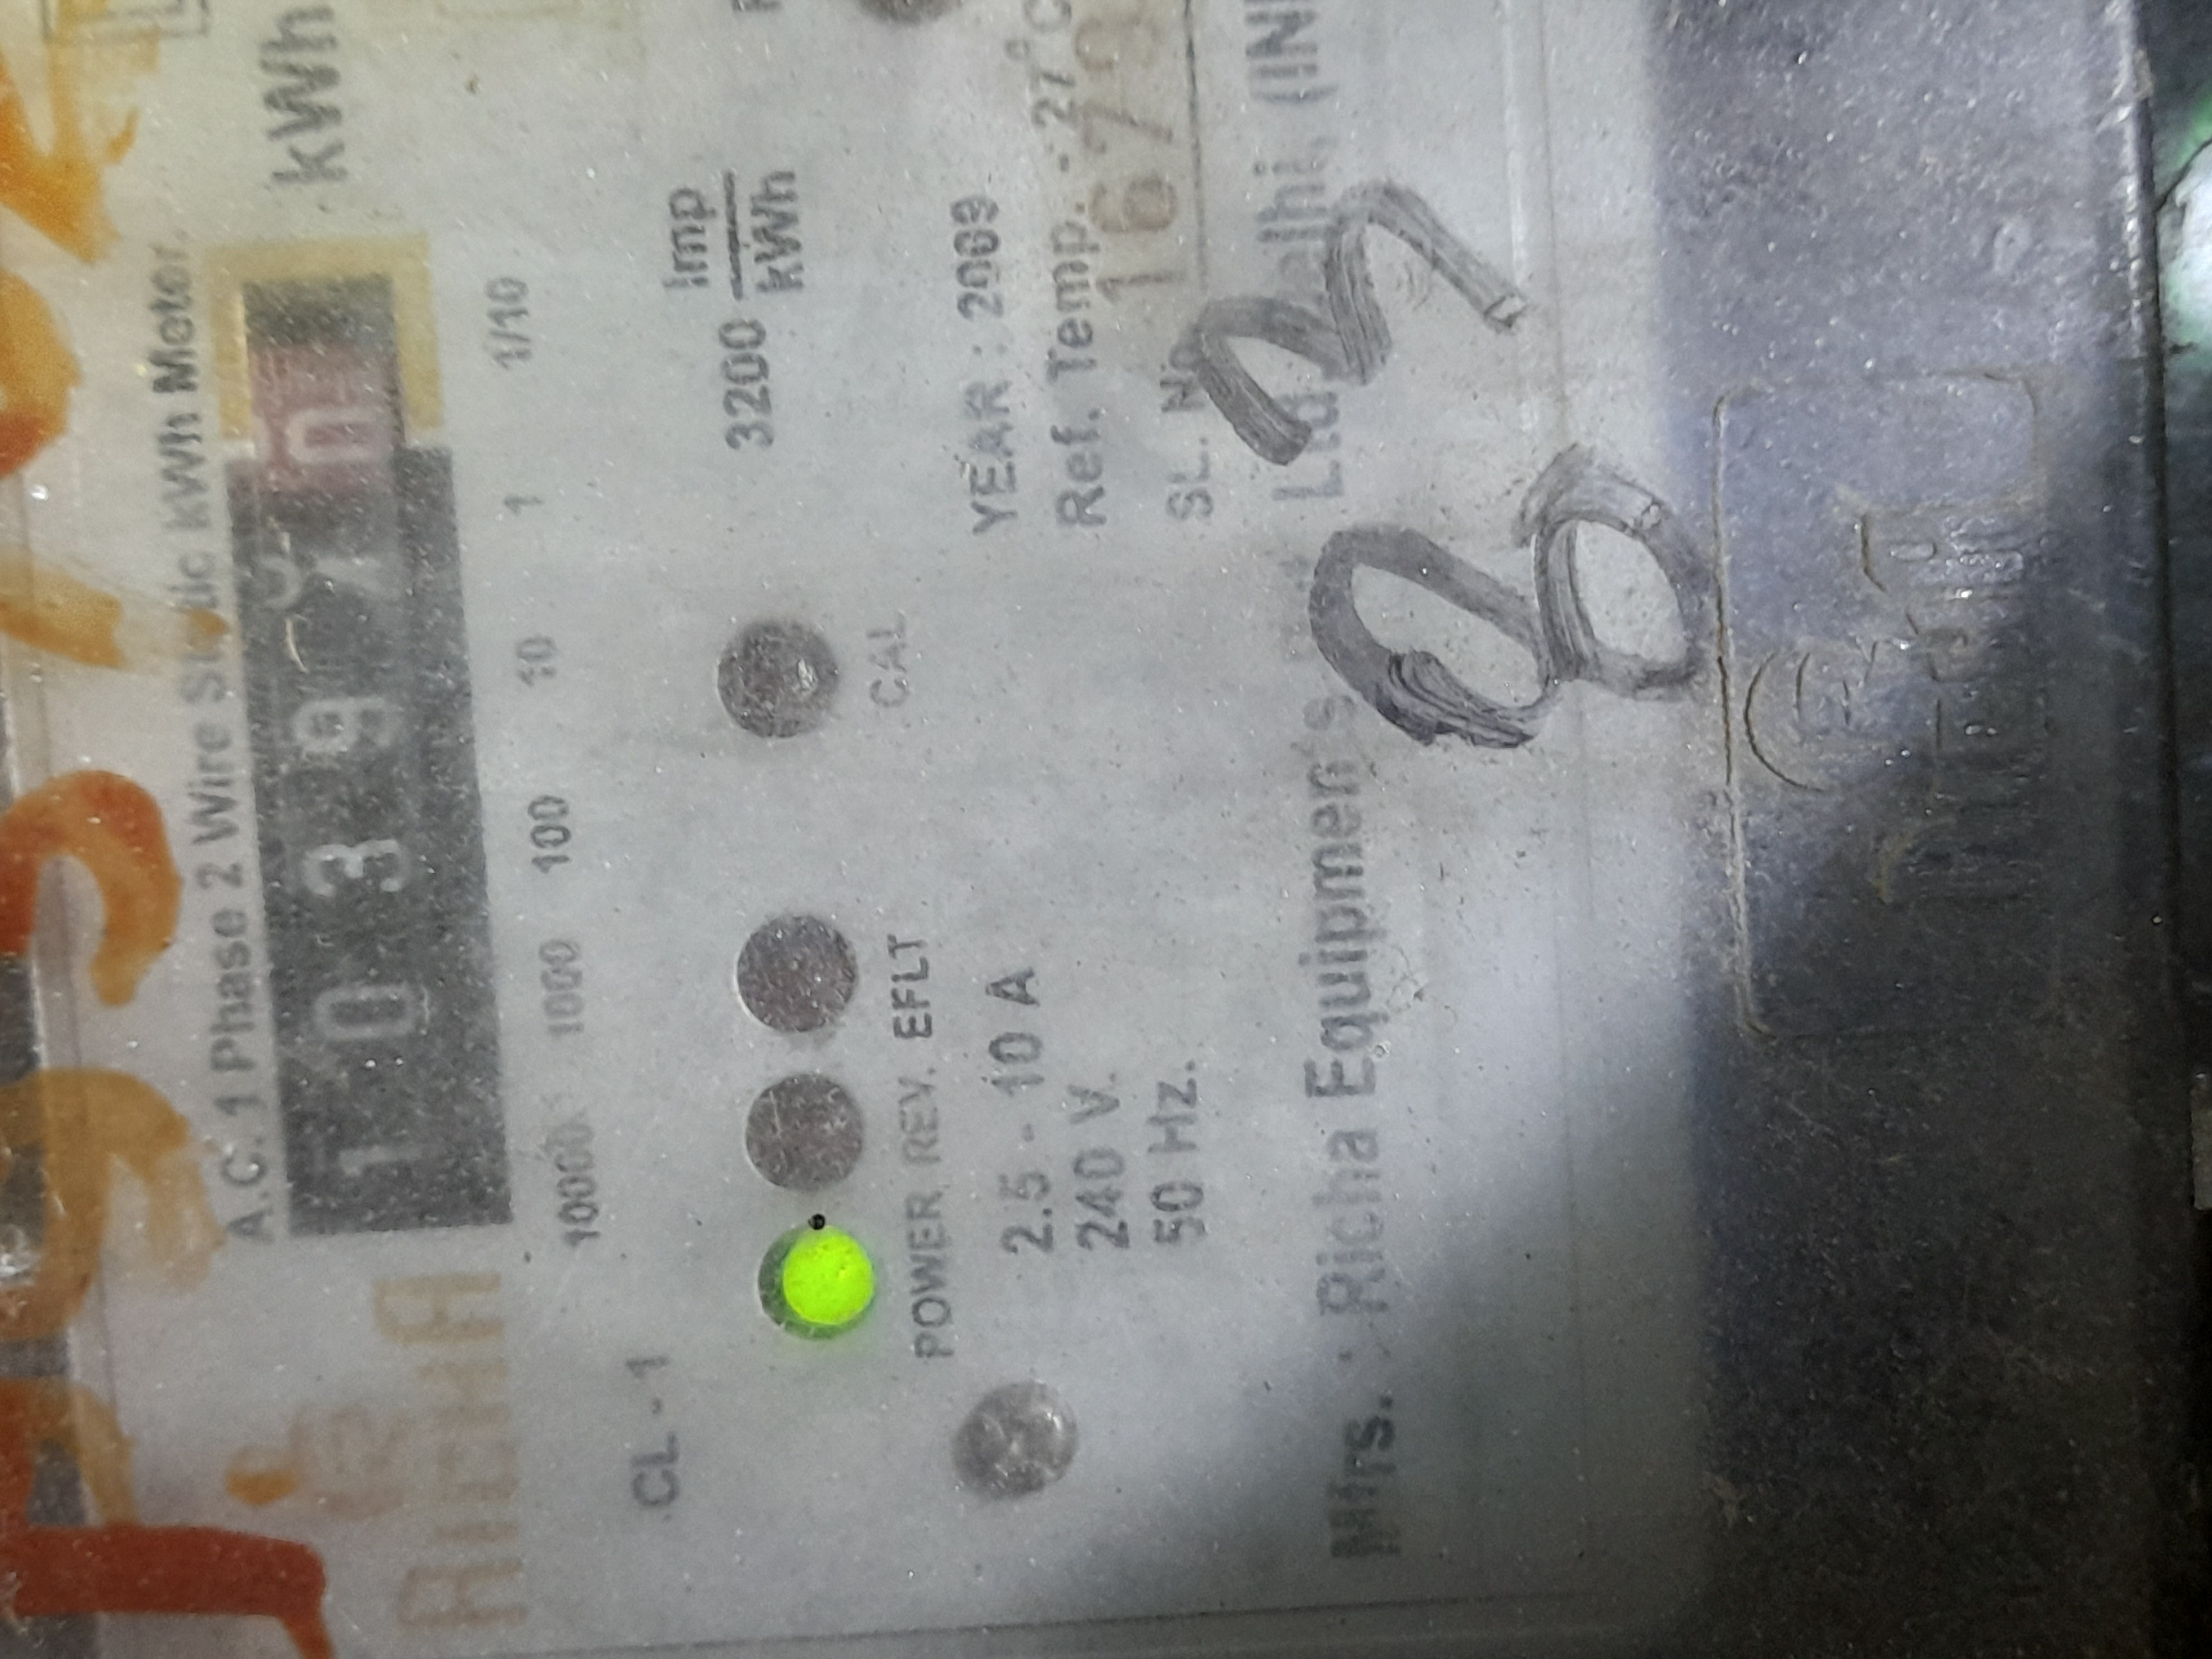 kWh
A.C. 1 Phase 2 Wire Static kWh Meter.
1 0 3 9
10000 1000 100 10 1 1/10
RICHA
CL - 1
3200 Imp/kWh
CAL
POWER REV. EFLT
2.5 - 10 A
240 V.
50 Hz.
YEAR : 2009
Ref. Temp. - 27°C
SL. No
1679
Mfrs. : Richa Equipment's